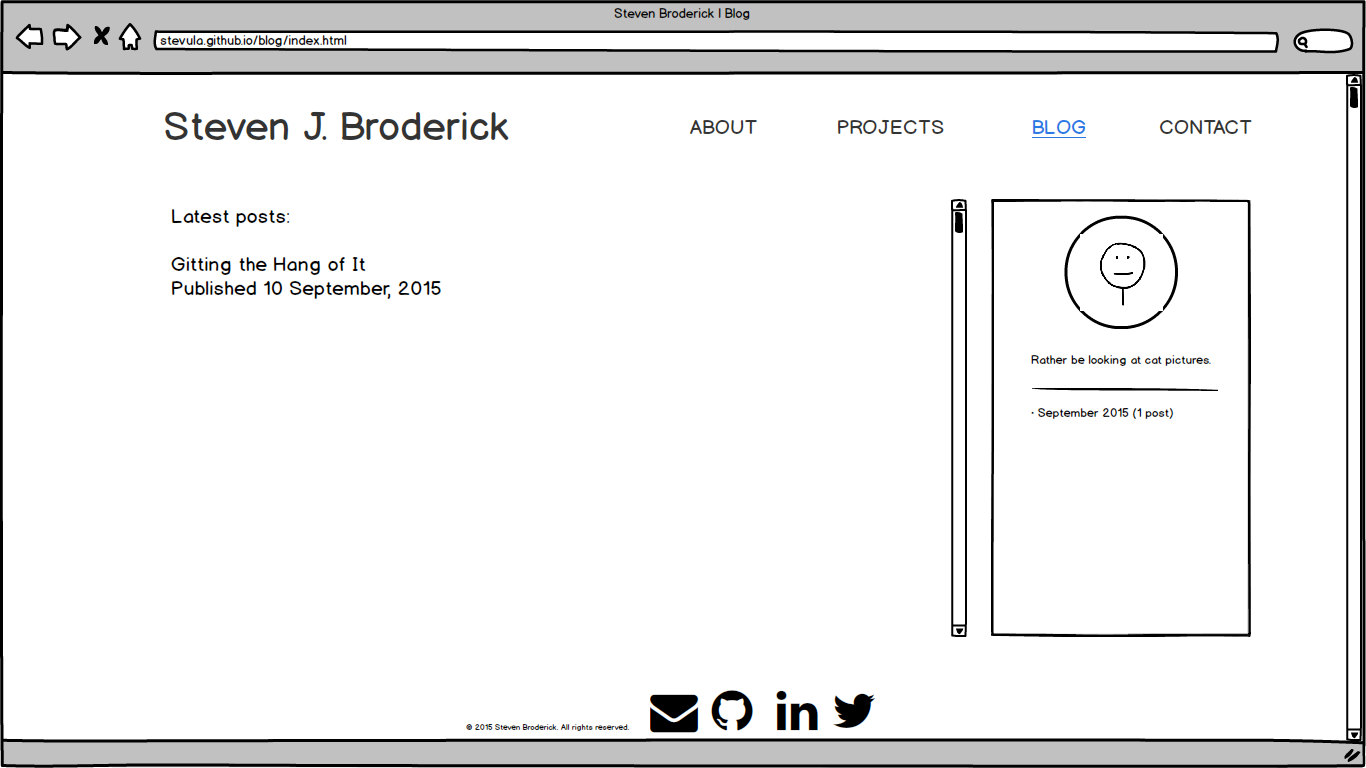 Steven Broderick | Blog
stevula.github.io/blog/index.html
Steven J. Broderick
ABOUT PROJECTS BLOG CONTACT
Latest posts:
Gitting the Hang of It
Published 10 September, 2015
Rather be looking at cat pictures.
· September 2015 (1 post)
© 2015 Steven Broderick. All rights reserved.
in